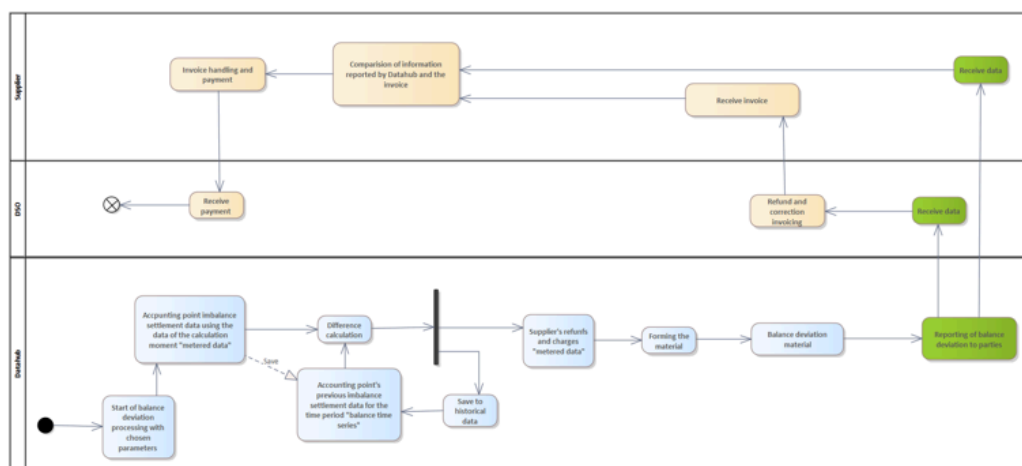 Supplier
Invoice handling and
payment
Comparision of information
reported by Datahub and the
invoice
Receive invoice
Receive data
DSO
Receive
payment
Refund and
correction
invoicing
Receive data
Datahub
Start of balance
deviation
processing with
chosen
parameters
Accpunting point imbalance
settlement data using the
data of the calculation
moment "metered data"
Save
Difference
calculation
Accounting point's
previous imbalance
settlement data for the
time period "balance time
series"
Save to
historical
data
Supplier's refunfs
and charges
"metered data"
Forming the
material
Balance deviation
material
Reporting of balance
deviation to parties